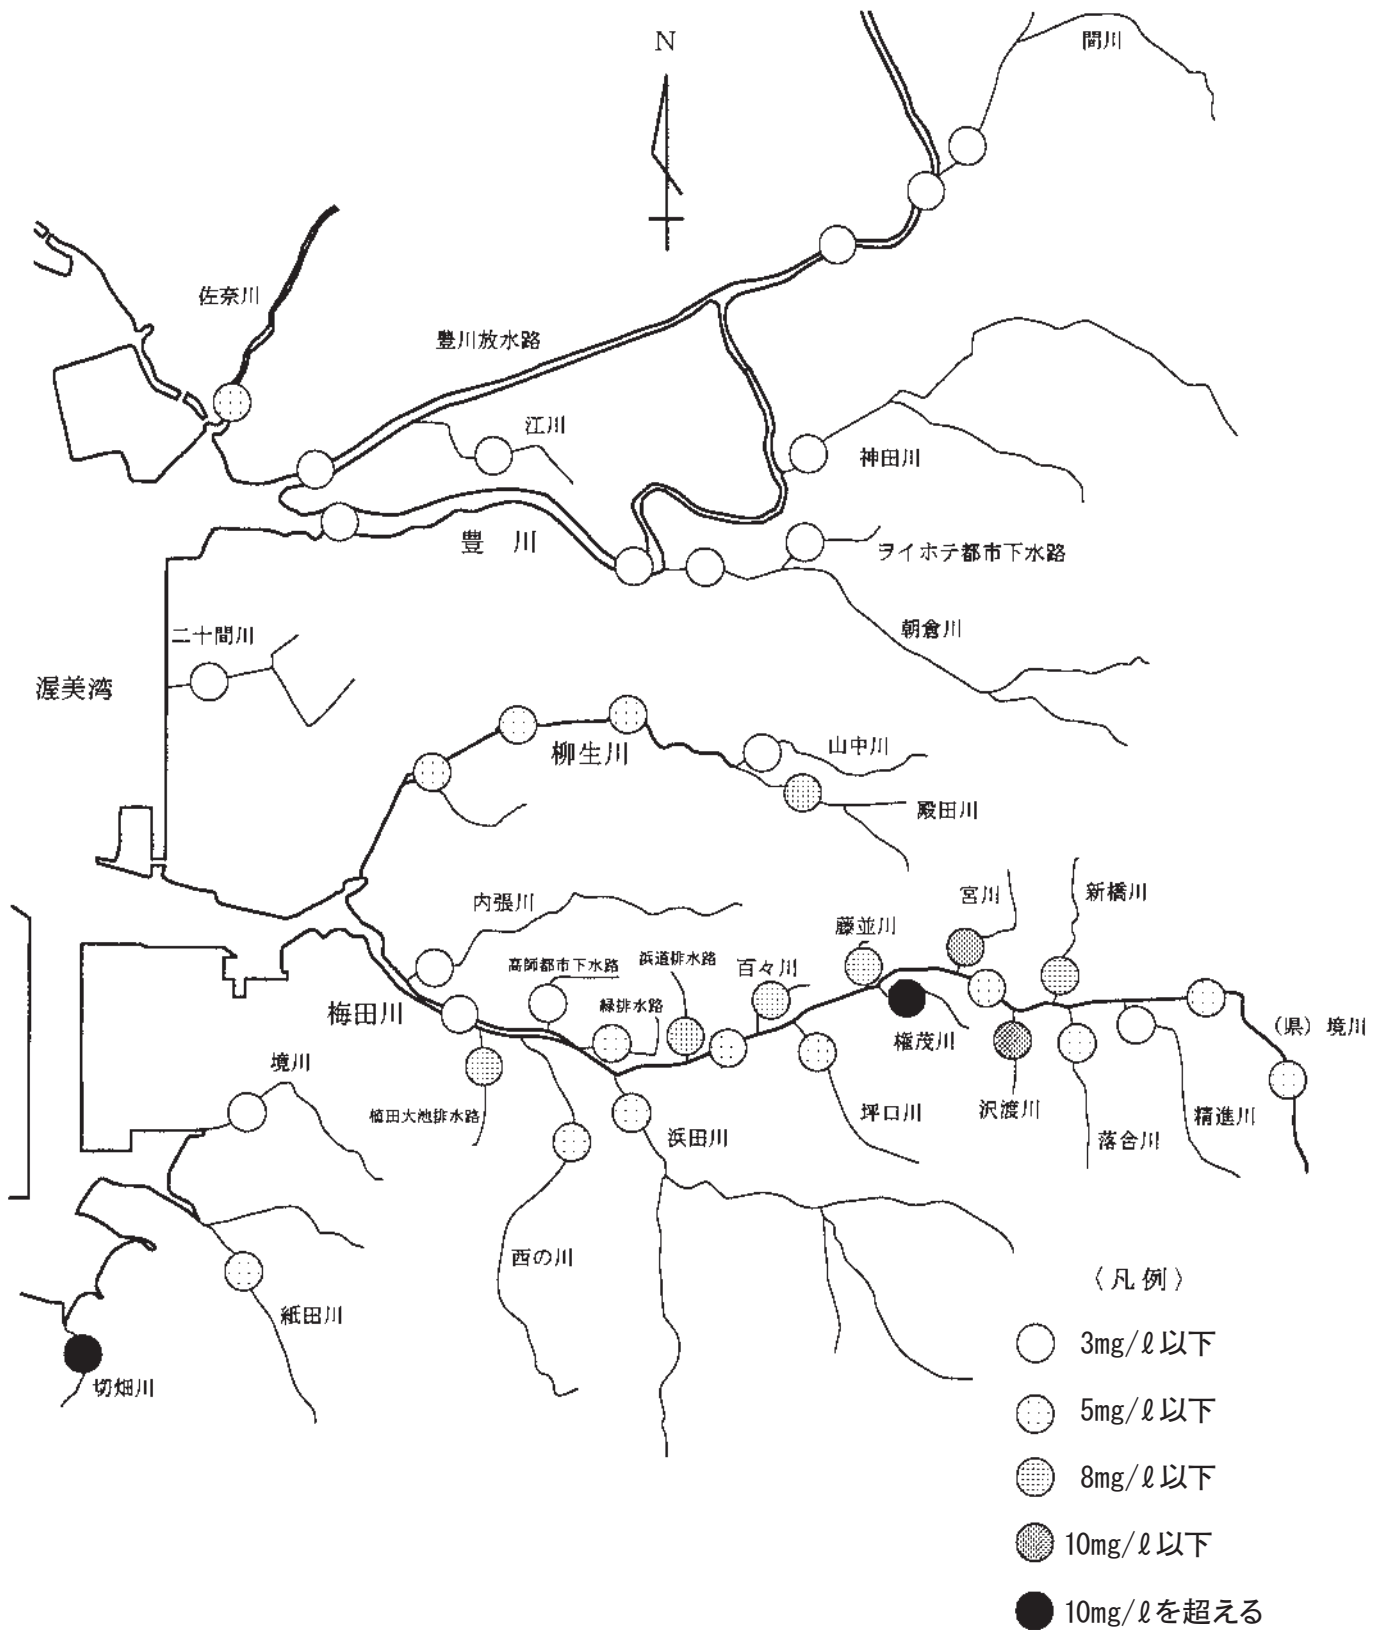 N
間川
佐奈川
豊川放水路
江川
神田川
豊 川
ヲイホテ都市下水路
朝倉川
二十間川
渥美湾
柳生川
山中川
殿田川
内張川
宮川
新橋川
藤並川
高師都市下水路
浜道排水路
百々川
緑排水路
梅田川
権茂川
(県) 境川
境川
植田大池排水路
浜田川
坪口川
沢渡川
落合川
精進川
西の川
紙田川
切畑川
〈凡例〉
3mg/ℓ以下
5mg/ℓ以下
8mg/ℓ以下
10mg/ℓ以下
10mg/ℓを超える